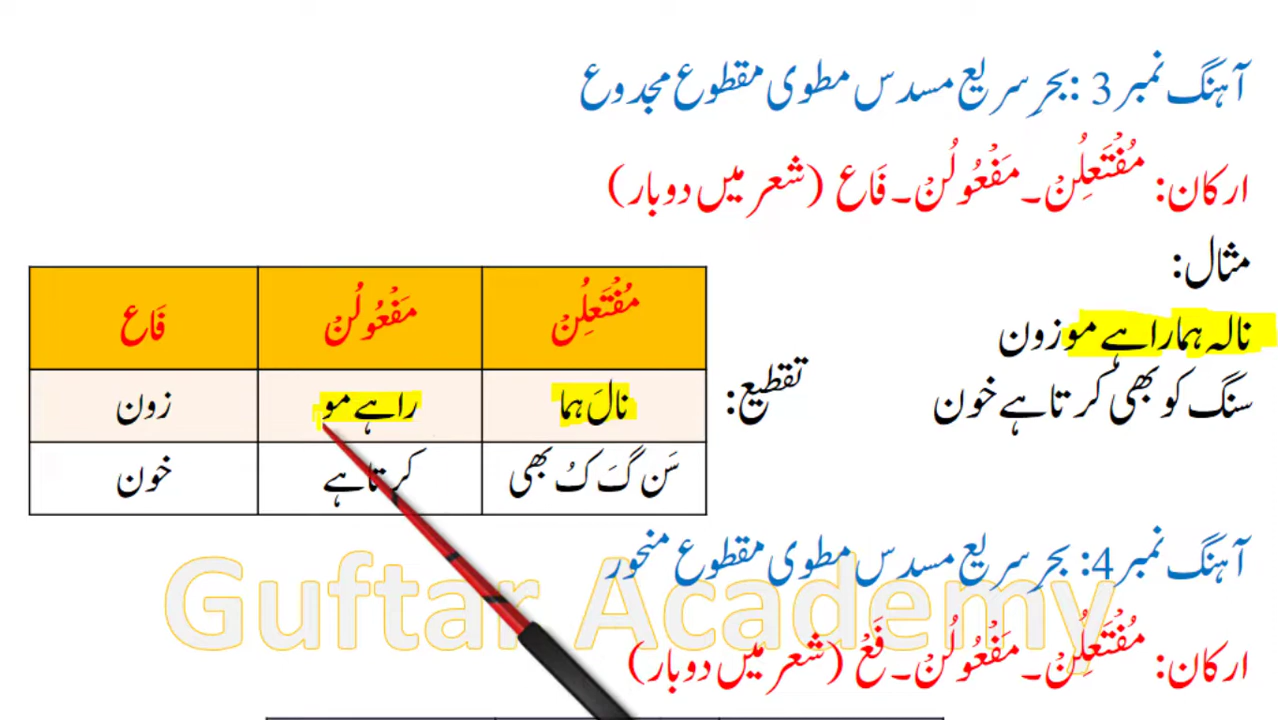 آہنگ نمبر 3: بحرِ سریع مسدس مطوی مقطوع مجدوع
ارکان: مُفْتَعِلُنْ۔ مَفْعُولُنْ۔ فَاع (شعر میں دوبار)
مثال:
نالہ ہمارا ہے موزون
سنگ کو بھی کرتا ہے خون
تقطیع:
مُفْتَعِلُنْ مَفْعُولُنْ فَاع
نالَ ہما راہے مو زون
سَن گَ کُ بھی کرتاہے خون
آہنگ نمبر 4: بحرِ سریع مسدس مطوی مقطوع منحور
Guftar Academy
ارکان: مُفْتَعِلُنْ۔ مَفْعُولُنْ۔ فَعْ (شعر میں دوبار)